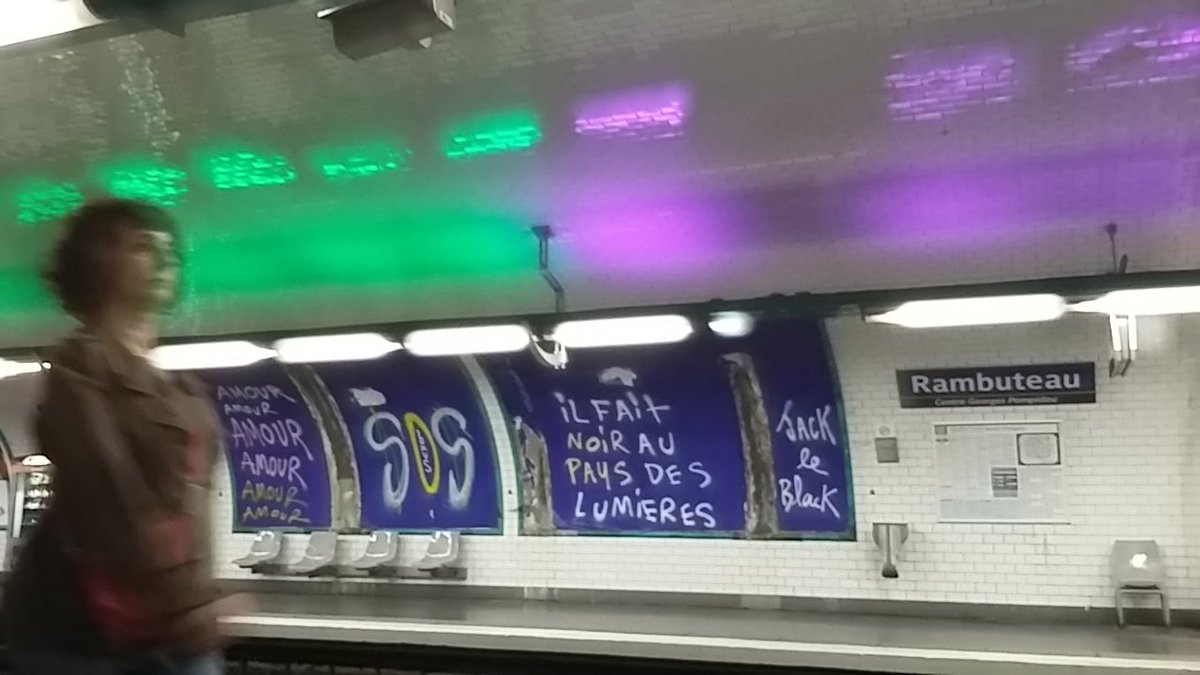 AMOUR
AMOUR
AMOUR
AMOUR
AMOUR
AMOUR
SOS
iL FAit
NOiR AU
PAYS DES
LUMiERES
JACK
le
Black
Rambuteau
Centre Georges Pompidou